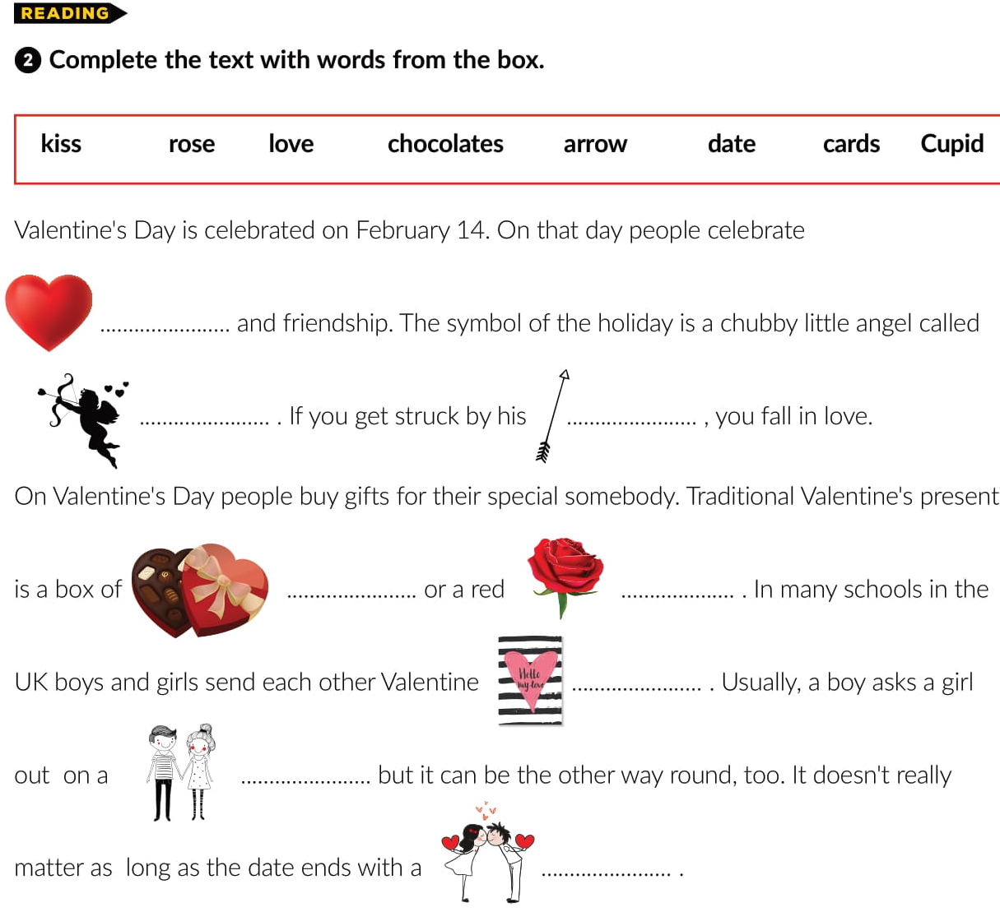 READING
2 Complete the text with words from the box.
kiss rose love chocolates arrow date cards Cupid
Valentine's Day is celebrated on February 14. On that day people celebrate
....................... and friendship. The symbol of the holiday is a chubby little angel called
....................... . If you get struck by his ....................... , you fall in love.
On Valentine's Day people buy gifts for their special somebody. Traditional Valentine's present
is a box of ....................... or a red .................... . In many schools in the
Hello
my love
UK boys and girls send each other Valentine ....................... . Usually, a boy asks a girl
out on a ....................... but it can be the other way round, too. It doesn't really
matter as long as the date ends with a ....................... .